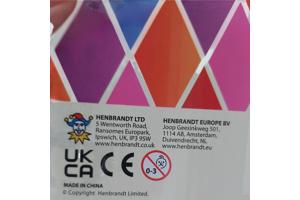 HENBRANDT LTD
5 Wentworth Road,
Ransomes Europark,
Ipswich, UK, IP3 9SW
www.henbrandt.co.uk
HENBRANDT EUROPE BV
Joop Geesinkweg 501,
1114 AB, Amsterdam,
Duivendrecht, NL
www.henbrandt.eu
UK
CA
CE
0-3
MADE IN CHINA
© Copyright Henbrandt Limited.